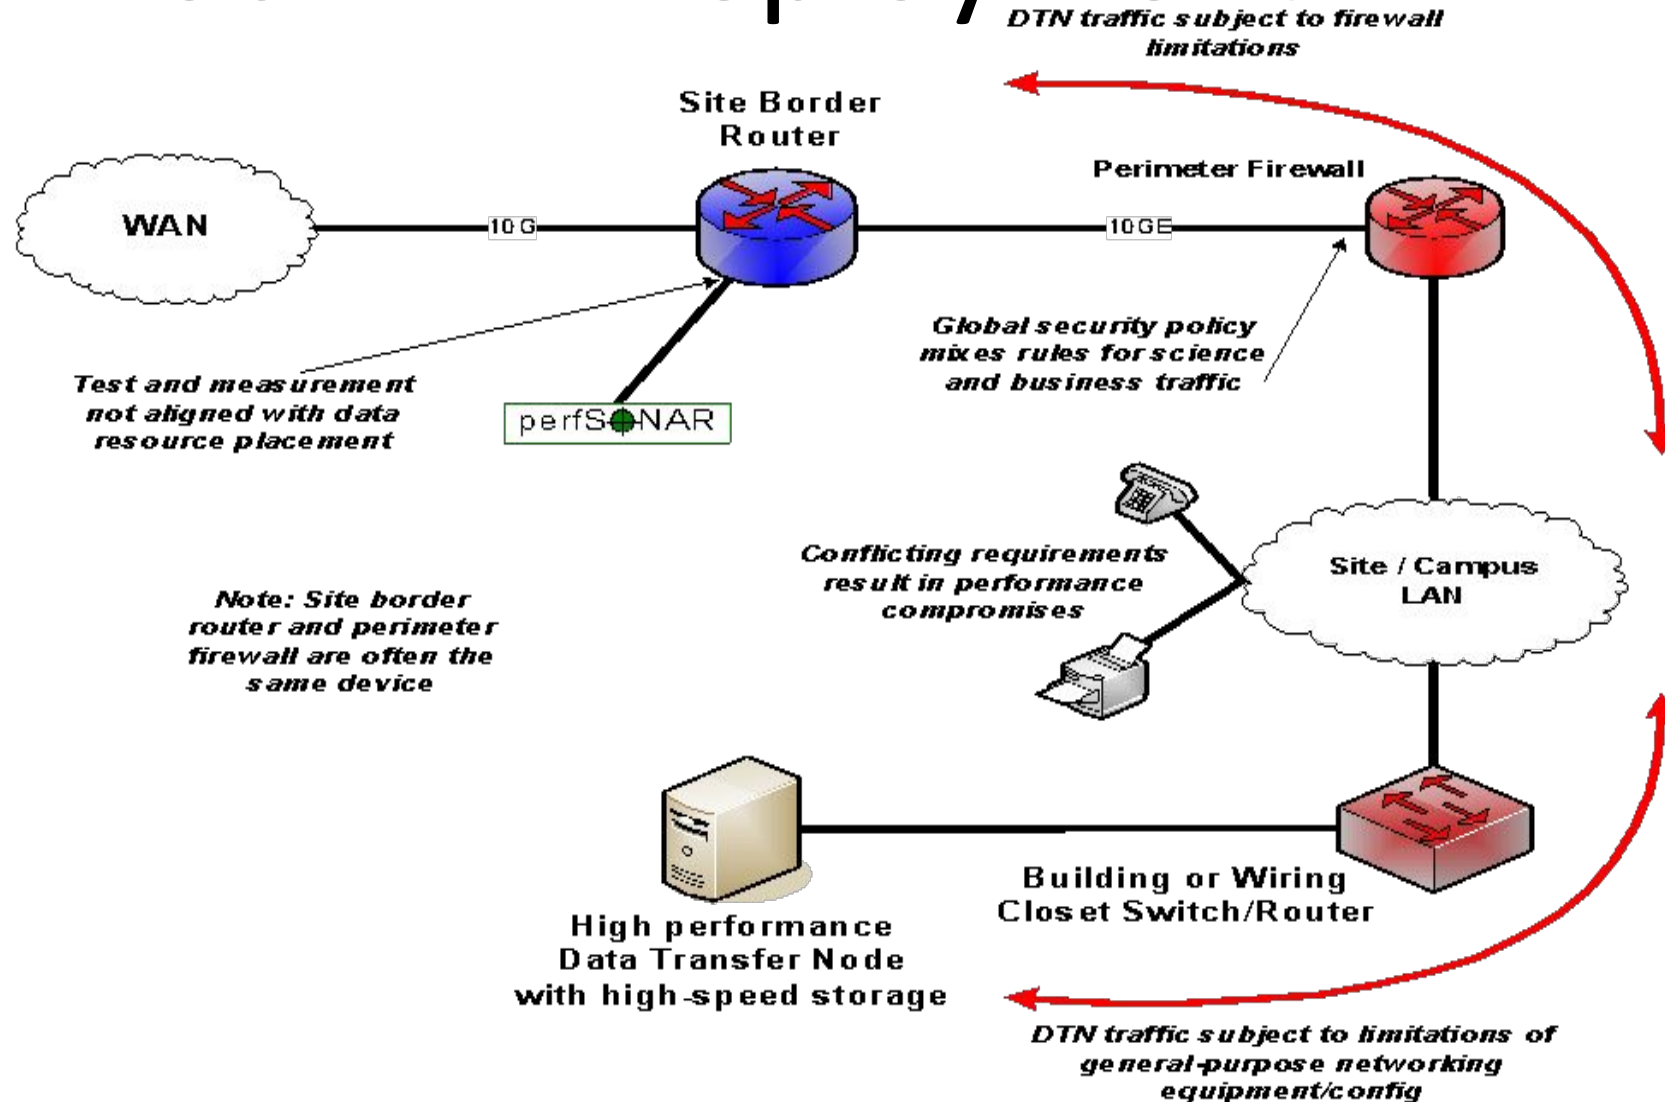 DTN traffic subject to firewall
limitations
Site Border
Router
Perimeter Firewall
WAN
10G
10GE
Global security policy
mixes rules for science
and business traffic
Test and measurement
not aligned with data
resource placement
perfSONAR
Conflicting requirements
result in performance
compromises
Site / Campus
LAN
Note: Site border
router and perimeter
firewall are often the
same device
Building or Wiring
Closet Switch/Router
High performance
Data Transfer Node
with high-speed storage
DTN traffic subject to limitations of
general-purpose networking
equipment/config